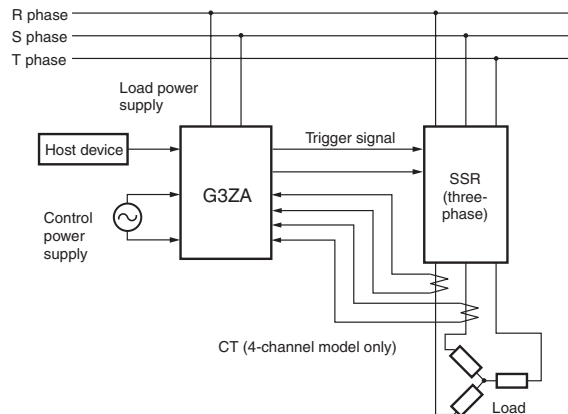 R phase
S phase
T phase
Load power
supply
Host device
Trigger signal
G3ZA
SSR
(three-
phase)
Control
power
supply
CT (4-channel model only)
Load